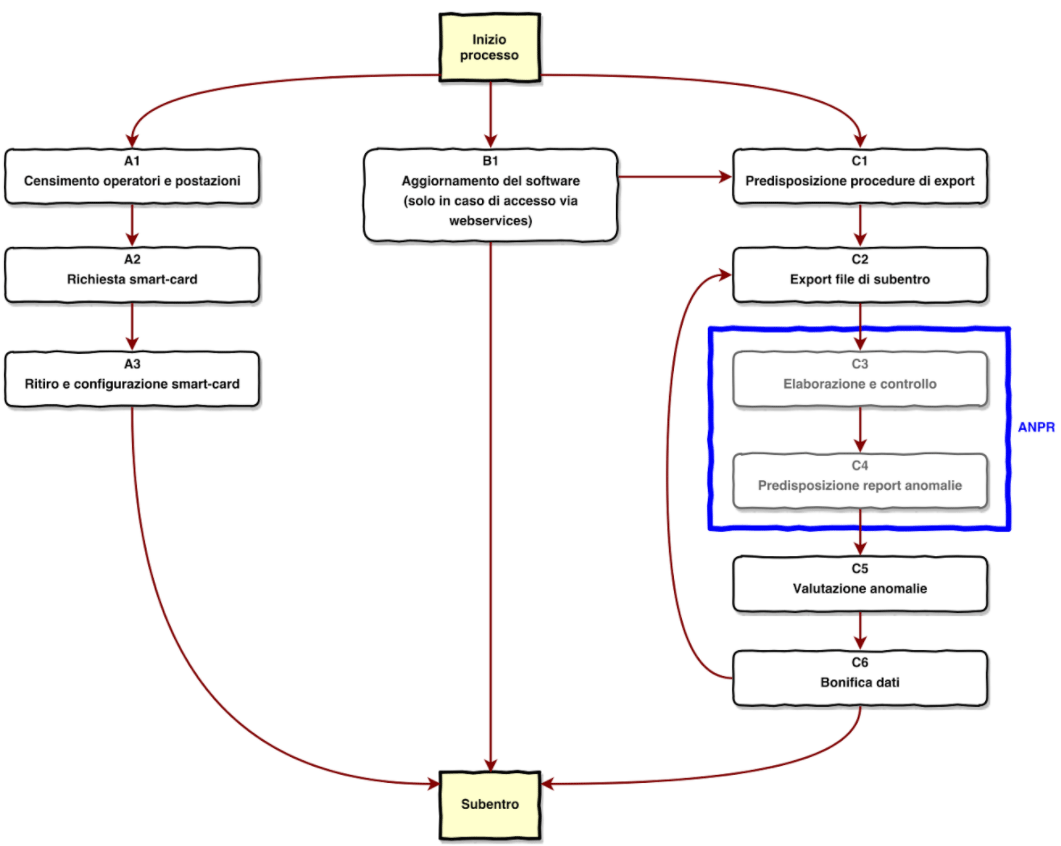 Inizio
processo
A1
Censimento operatori e postazioni
B1
Aggiornamento del software
(solo in caso di accesso via
webservices)
C1
Predisposizione procedure di export
A2
Richiesta smart-card
C2
Export file di subentro
A3
Ritiro e configurazione smart-card
C3
Elaborazione e controllo
ANPR
C4
Predisposizione report anomalie
C5
Valutazione anomalie
C6
Bonifica dati
Subentro